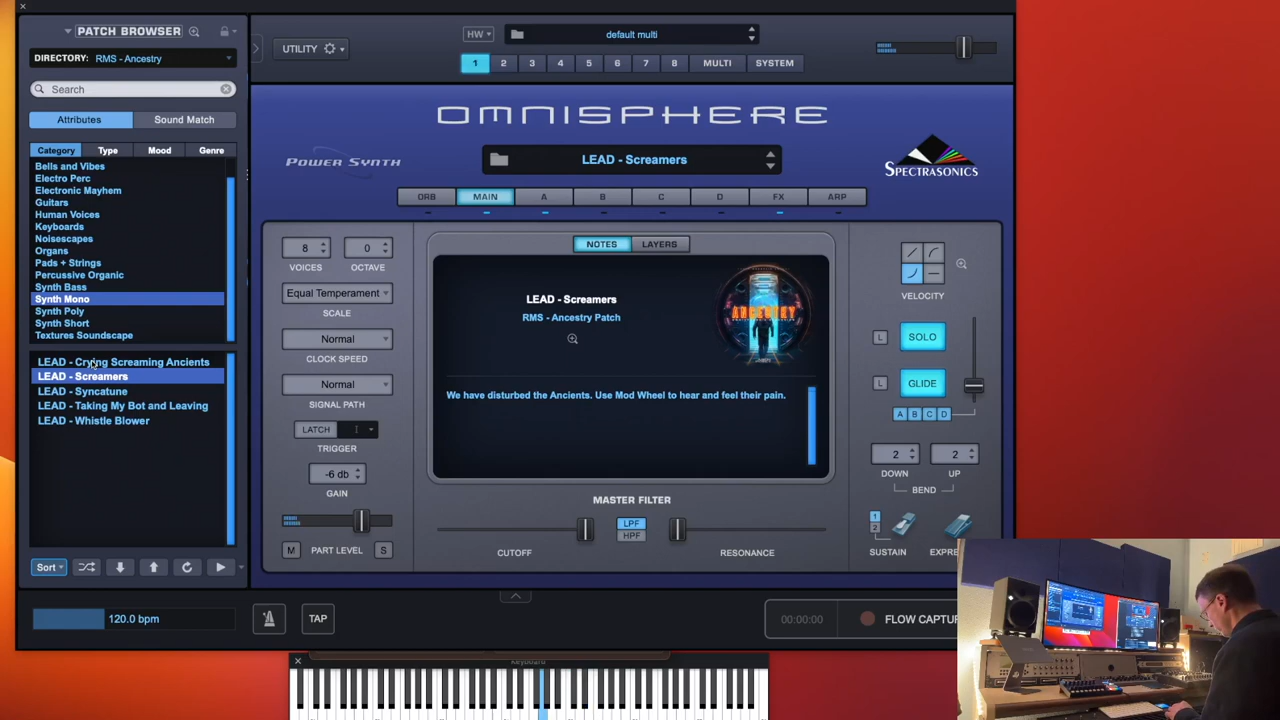 PATCH BROWSER
DIRECTORY: RMS - Ancestry
Search
Attributes
Sound Match
Category
Type
Mood
Genre
Bells and Vibes
Electro Perc
Electronic Mayhem
Guitars
Human Voices
Keyboards
Noisescapes
Organs
Pads + Strings
Percussive Organic
Synth Bass
Synth Mono
Synth Poly
Synth Short
Textures Soundscape
LEAD - Crying Screaming Ancients
LEAD - Screamers
LEAD - Syncatune
LEAD - Taking My Bot and Leaving
LEAD - Whistle Blower
Sort
120.0 bpm
TAP
UTILITY
HW
default multi
1 2 3 4 5 6 7 8 MULTI SYSTEM
OMNISPHERE
POWER SYNTH
LEAD - Screamers
SPECTRASONICS
ORB MAIN A B C D FX ARP
8
VOICES
0
OCTAVE
Equal Temperament
SCALE
Normal
CLOCK SPEED
Normal
SIGNAL PATH
LATCH
TRIGGER
-6 db
GAIN
M PART LEVEL S
NOTES
LAYERS
LEAD - Screamers
RMS - Ancestry Patch
ANCESTRY
We have disturbed the Ancients. Use Mod Wheel to hear and feel their pain.
MASTER FILTER
CUTOFF
LPF
HPF
RESONANCE
VELOCITY
L SOLO
L GLIDE
A B C D
2
DOWN
2
UP
BEND
1
2
SUSTAIN
EXPRE
00:00:00
FLOW CAPTU
Keyboard